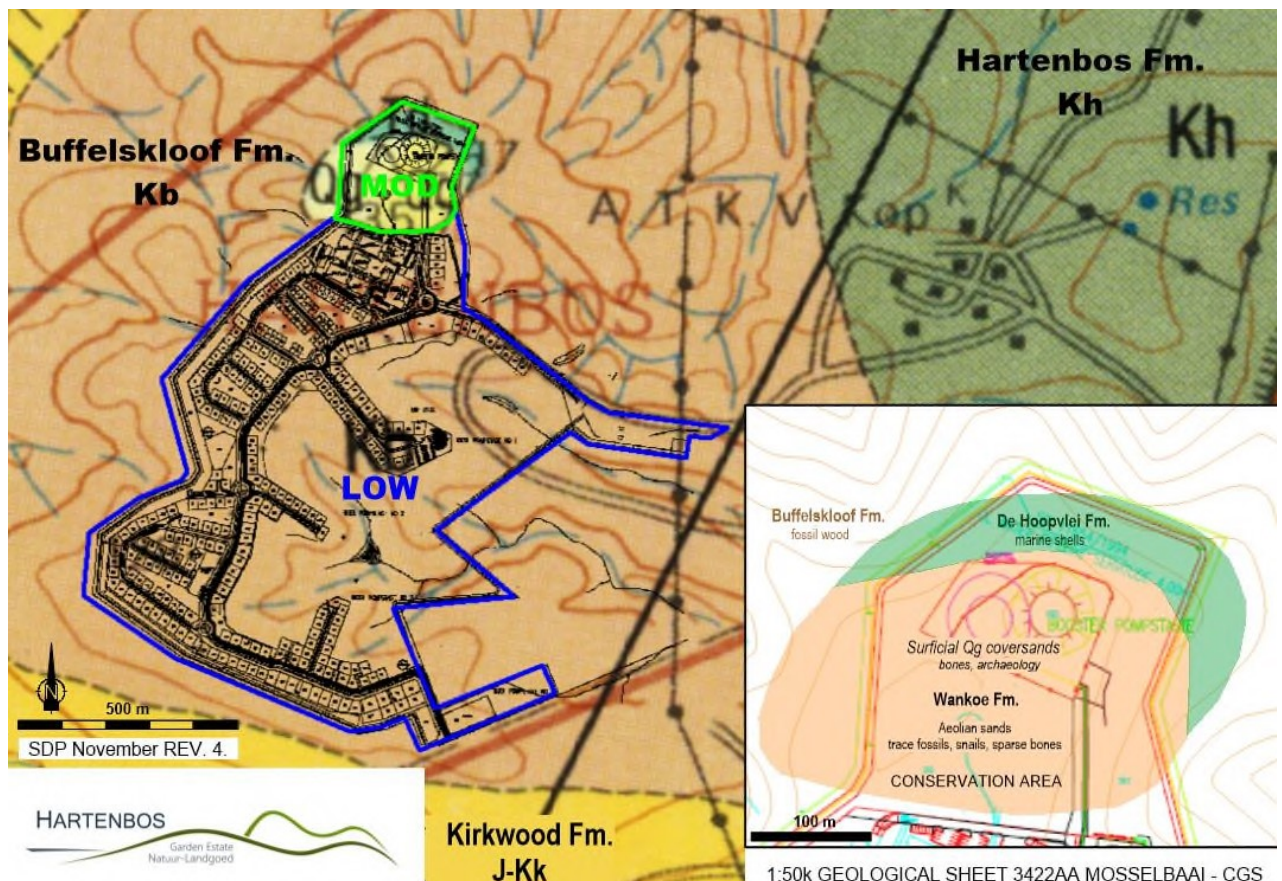 Hartenbos Fm.
Kh
Buffelskloof Fm.
Kb
Kh
Res
MOD
A. T. K. V.
Kop
K
LOW
N
500 m
SDP November REV. 4.
HARTENBOS
Garden Estate
Natuur-Landgoed
Kirkwood Fm.
J-Kk
Buffelskloof Fm.
fossil wood
De Hoopvlei Fm.
marine shells
BOOSTER POMPSTASIE
Surficial Qg coversands
bones, archaeology
Wankoe Fm.
Aeolian sands
trace fossils, snails, sparse bones
CONSERVATION AREA
100 m
1:50k GEOLOGICAL SHEET 3422AA MOSSELBAAI - CGS